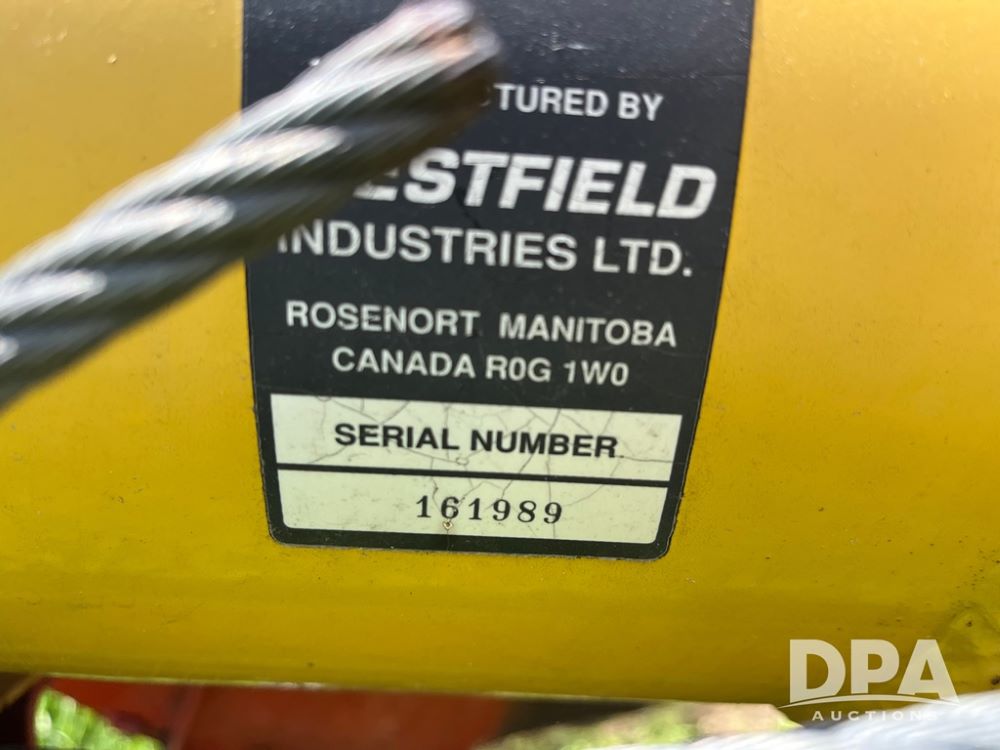 TURED BY
ESTFIELD
INDUSTRIES LTD.
ROSENORT MANITOBA
CANADA R0G 1W0
SERIAL NUMBER
161989
DPA
AUCTIONS